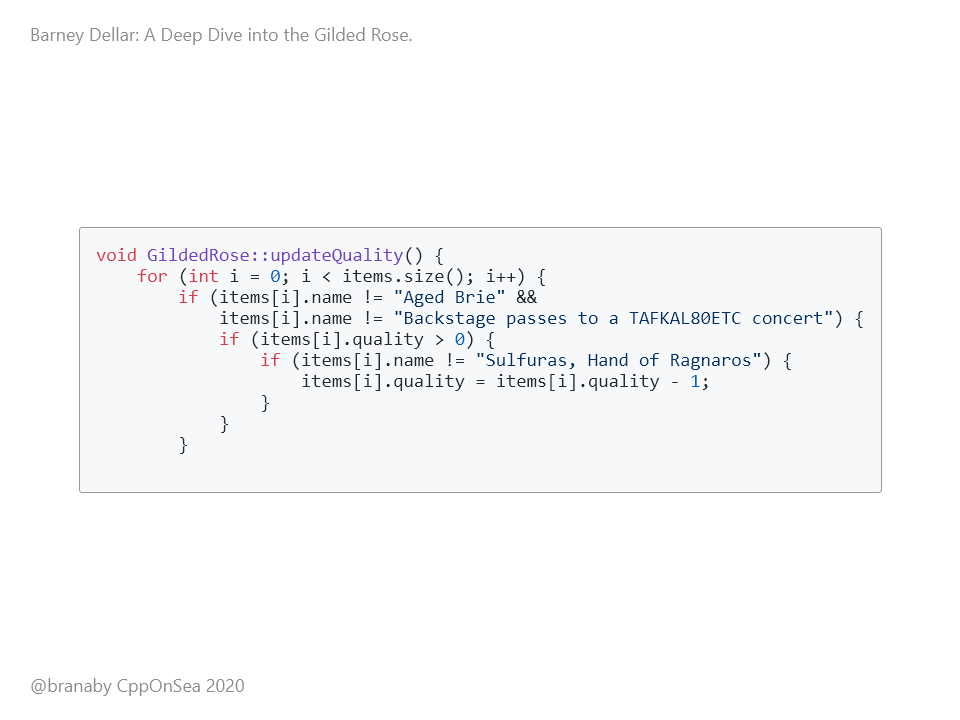 Barney Dellar: A Deep Dive into the Gilded Rose.
void GildedRose::updateQuality() {
    for (int i = 0; i < items.size(); i++) {
        if (items[i].name != "Aged Brie" &&
            items[i].name != "Backstage passes to a TAFKAL80ETC concert") {
            if (items[i].quality > 0) {
                if (items[i].name != "Sulfuras, Hand of Ragnaros") {
                    items[i].quality = items[i].quality - 1;
                }
            }
        }
@branaby CppOnSea 2020